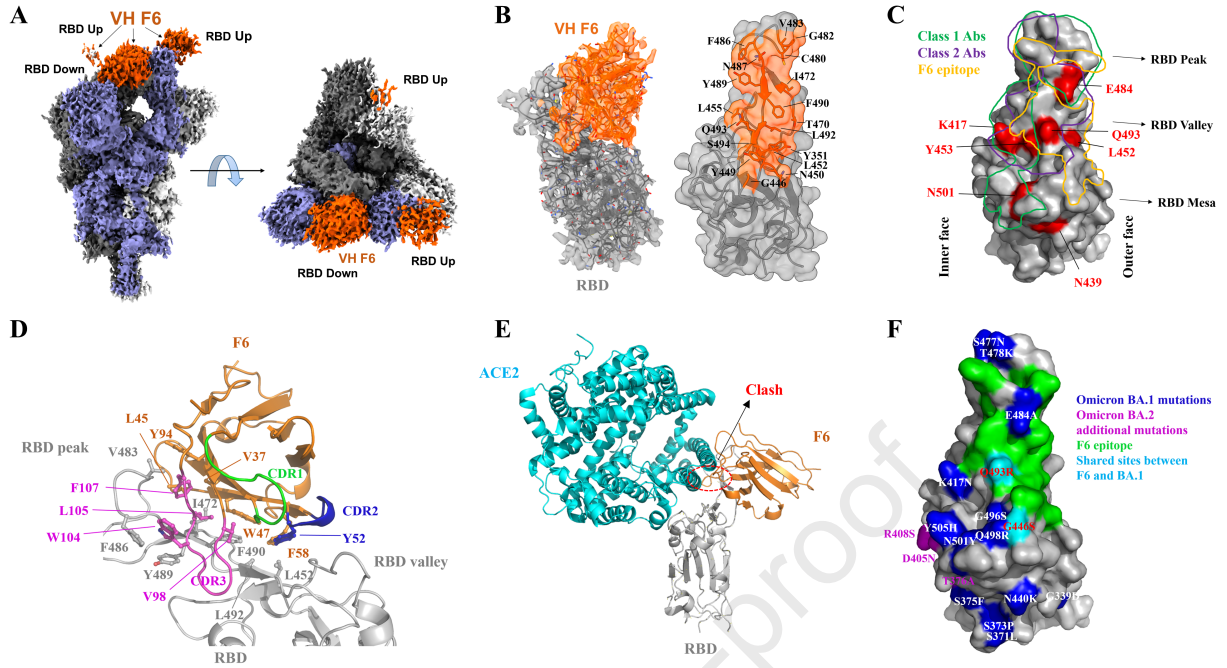 A
VH F6
RBD Up
RBD Up
RBD Down
RBD Up
VH F6
RBD Down
RBD Up
B
V483
F486
G482
N487
C480
Y489
I472
L455
F490
T470
Q493
L492
S494
Y351
L452
Y449
N450
G446
RBD
C
Class 1 Abs
Class 2 Abs
F6 epitope
RBD Peak
E484
K417
RBD Valley
Q493
Y453
L452
N501
RBD Mesa
Inner face
Outer face
N439
D
F6
L45
Y94
RBD peak
V37
V483
CDR1
F107
I472
L105
CDR2
W47
Y52
W104
F486
F490
F58
Y489
RBD valley
CDR3
L452
V98
L492
RBD
E
ACE2
Clash
F6
RBD
F
S477N
T478K
Omicron BA.1 mutations
Omicron BA.2
additional mutations
F6 epitope
Shared sites between
F6 and BA.1
E484A
Q493R
K417N
G496S
G446S
Y505H
Q498R
R408S
N501Y
D405N
S375F
N440K
G339D
S373P
S371L